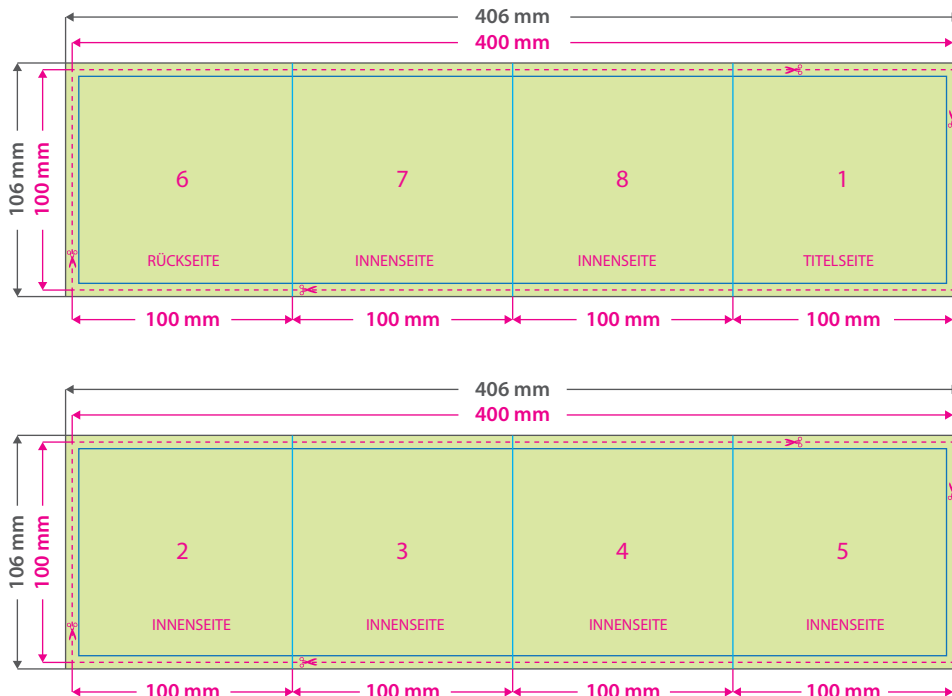 406 mm
400 mm
106 mm
100 mm
6
7
8
1
RÜCKSEITE
INNENSEITE
INNENSEITE
TITELSEITE
100 mm
100 mm
100 mm
100 mm
406 mm
400 mm
106 mm
100 mm
2
3
4
5
INNENSEITE
INNENSEITE
INNENSEITE
INNENSEITE
100 mm
100 mm
100 mm
100 mm